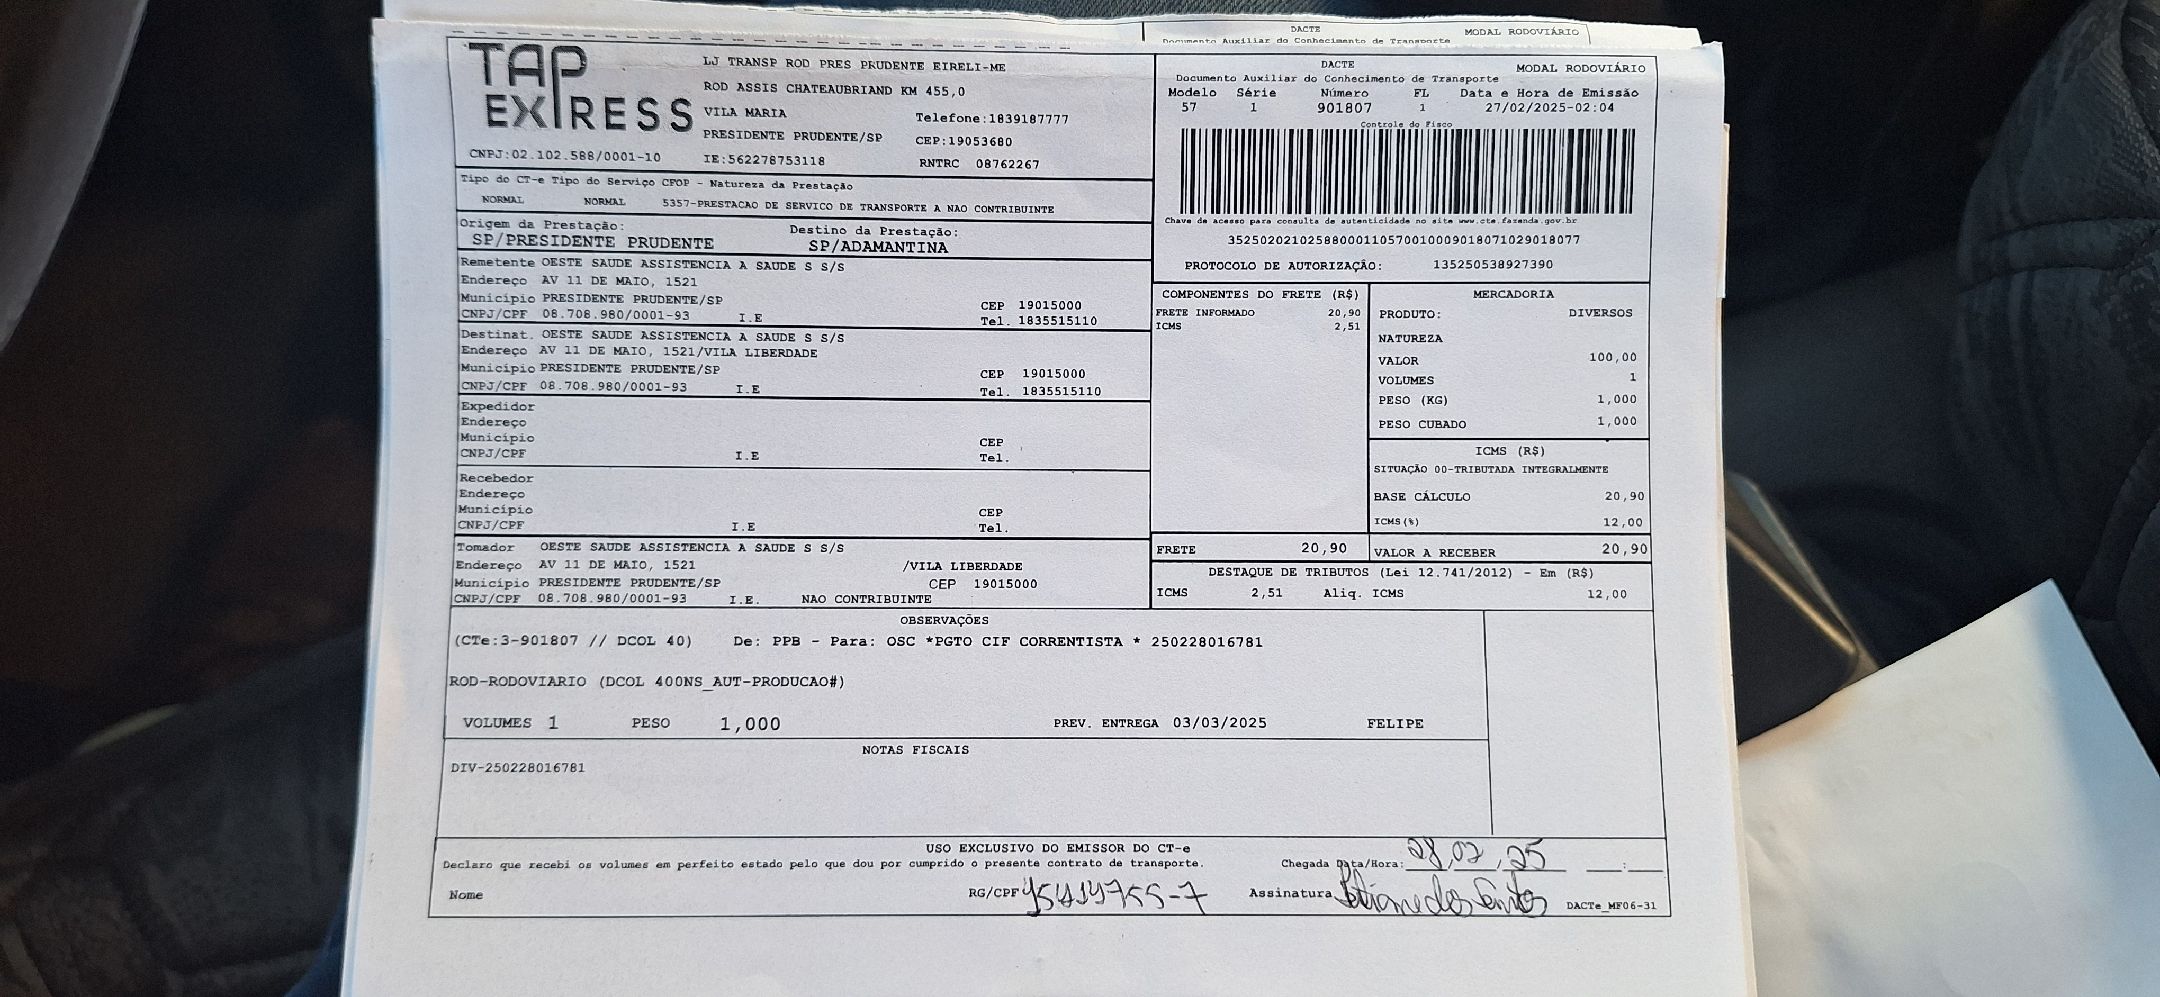 DACTE
MODAL RODOVIÁRIO
Documento Auxiliar do Conhecimento de Transporte
TAP EXPRESS
LJ TRANSP ROD PRES PRUDENTE EIRELI-ME
ROD ASSIS CHATEAUBRIAND KM 455,0
VILA MARIA
Telefone:1839187777
PRESIDENTE PRUDENTE/SP
CEP:19053680
CNPJ:02.102.588/0001-10
IE:562278753118
RNTRC 08762267
DACTE
MODAL RODOVIÁRIO
Documento Auxiliar do Conhecimento de Transporte
Modelo Série Número FL Data e Hora de Emissão
57 1 901807 1 27/02/2025-02:04
Controle do Fisco
Chave de acesso para consulta de autenticidade no site www.cte.fazenda.gov.br
35250202102588000110570010009018071029018077
PROTOCOLO DE AUTORIZAÇÃO: 135250538927390
Tipo do CT-e Tipo do Serviço CFOP - Natureza da Prestação
NORMAL NORMAL 5357-PRESTACAO DE SERVICO DE TRANSPORTE A NAO CONTRIBUINTE
Origem da Prestação: Destino da Prestação:
SP/PRESIDENTE PRUDENTE SP/ADAMANTINA
Remetente OESTE SAUDE ASSISTENCIA A SAUDE S S/S
Endereço AV 11 DE MAIO, 1521
Município PRESIDENTE PRUDENTE/SP CEP 19015000
CNPJ/CPF 08.708.980/0001-93 I.E Tel. 1835515110
Destinat. OESTE SAUDE ASSISTENCIA A SAUDE S S/S
Endereço AV 11 DE MAIO, 1521/VILA LIBERDADE
Município PRESIDENTE PRUDENTE/SP CEP 19015000
CNPJ/CPF 08.708.980/0001-93 I.E Tel. 1835515110
Expedidor
Endereço
Município CEP
CNPJ/CPF I.E Tel.
Recebedor
Endereço
Município CEP
CNPJ/CPF I.E Tel.
Tomador OESTE SAUDE ASSISTENCIA A SAUDE S S/S
Endereço AV 11 DE MAIO, 1521 /VILA LIBERDADE
Município PRESIDENTE PRUDENTE/SP CEP 19015000
CNPJ/CPF 08.708.980/0001-93 I.E. NAO CONTRIBUINTE
COMPONENTES DO FRETE (R$)
FRETE INFORMADO 20,90
ICMS 2,51
MERCADORIA
PRODUTO: DIVERSOS
NATUREZA
VALOR 100,00
VOLUMES 1
PESO (KG) 1,000
PESO CUBADO 1,000
ICMS (R$)
SITUAÇÃO 00-TRIBUTADA INTEGRALMENTE
BASE CÁLCULO 20,90
ICMS(%) 12,00
FRETE 20,90
VALOR A RECEBER 20,90
DESTAQUE DE TRIBUTOS (Lei 12.741/2012) - Em (R$)
ICMS 2,51 Aliq. ICMS 12,00
OBSERVAÇÕES
(CTe:3-901807 // DCOL 40) De: PPB - Para: OSC *PGTO CIF CORRENTISTA * 250228016781
ROD-RODOVIARIO (DCOL 400NS_AUT-PRODUCAO#)
VOLUMES 1 PESO 1,000 PREV. ENTREGA 03/03/2025 FELIPE
NOTAS FISCAIS
DIV-250228016781
USO EXCLUSIVO DO EMISSOR DO CT-e
Declaro que recebi os volumes em perfeito estado pelo que dou por cumprido o presente contrato de transporte. Chegada Data/Hora: 28,02,25 __:__
Nome RG/CPF Assinatura dos Santos DACTe_MF06-31